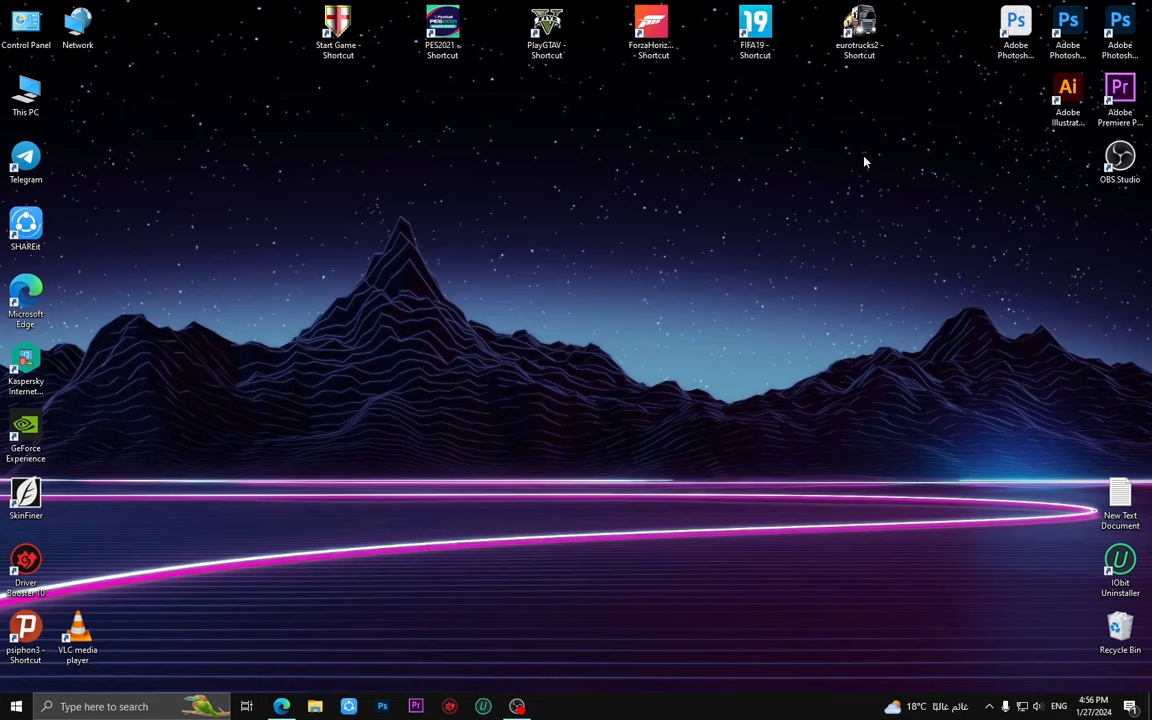 Control Panel
Network
Start Game -
Shortcut
PES2021 -
Shortcut
PlayGTAV -
Shortcut
ForzaHoriz...
- Shortcut
FIFA19 -
Shortcut
eurotrucks2 -
Shortcut
Adobe
Photosh...
Adobe
Photosh...
Adobe
Photosh...
This PC
Adobe
Illustrat...
Adobe
Premiere P...
Telegram
OBS Studio
SHAREit
Microsoft
Edge
Kaspersky
Internet...
GeForce
Experience
SkinFiner
New Text
Document
Driver
Booster 10
IObit
Uninstaller
psiphon3 -
Shortcut
VLC media
player
Recycle Bin
Type here to search
18°C غائم غالبًا
ENG
4:56 PM
1/27/2024